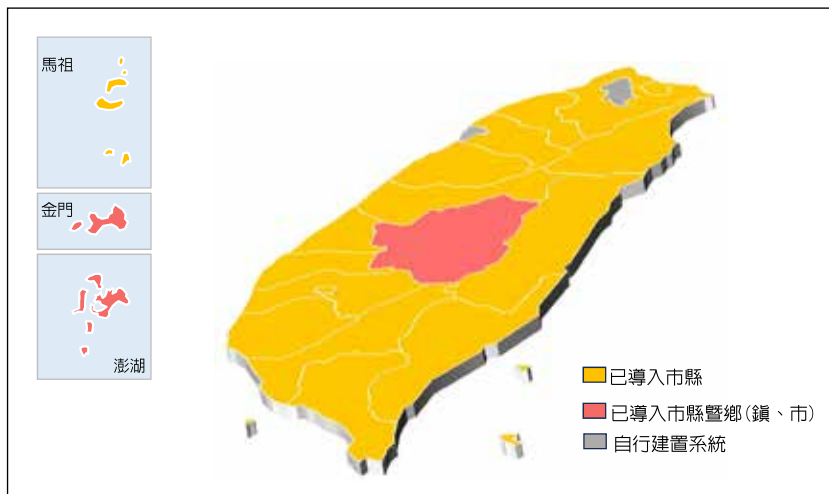 馬祖
金門
澎湖
已導入市縣
已導入市縣暨鄉(鎮、市)
自行建置系統